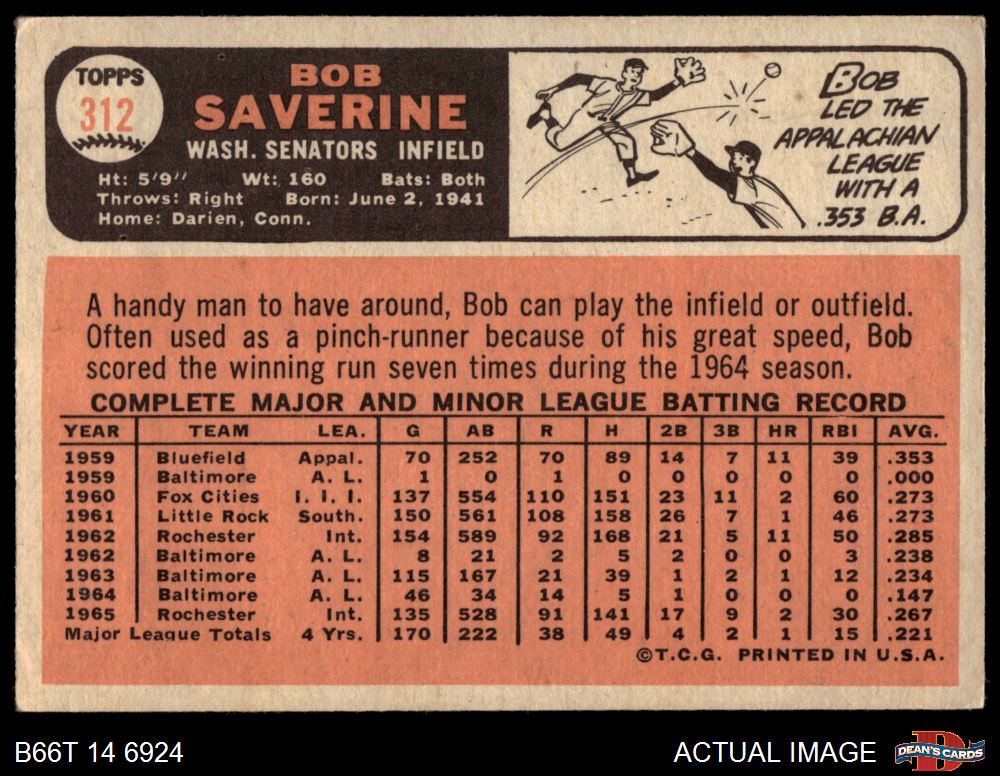 TOPPS
312
BOB
SAVERINE
WASH. SENATORS INFIELD
Ht: 5'9" Wt: 160 Bats: Both
Throws: Right Born: June 2, 1941
Home: Darien, Conn.
BOB
LED THE
APPALACHIAN
LEAGUE
WITH A
.353 B.A.
A handy man to have around, Bob can play the infield or outfield.
Often used as a pinch-runner because of his great speed, Bob
scored the winning run seven times during the 1964 season.
COMPLETE MAJOR AND MINOR LEAGUE BATTING RECORD
YEAR TEAM LEA. G AB R H 2B 3B HR RBI AVG.
1959 Bluefield Appal. 70 252 70 89 14 7 11 39 .353
1959 Baltimore A. L. 1 0 1 0 0 0 0 0 .000
1960 Fox Cities I. I. I. 137 554 110 151 23 11 2 60 .273
1961 Little Rock South. 150 561 108 158 26 7 1 46 .273
1962 Rochester Int. 154 589 92 168 21 5 11 50 .285
1962 Baltimore A. L. 8 21 2 5 2 0 0 3 .238
1963 Baltimore A. L. 115 167 21 39 1 2 1 12 .234
1964 Baltimore A. L. 46 34 14 5 1 0 0 0 .147
1965 Rochester Int. 135 528 91 141 17 9 2 30 .267
Major League Totals 4 Yrs. 170 222 38 49 4 2 1 15 .221
©T.C.G. PRINTED IN U.S.A.
B66T 14 6924
ACTUAL IMAGE
DEAN'S CARDS